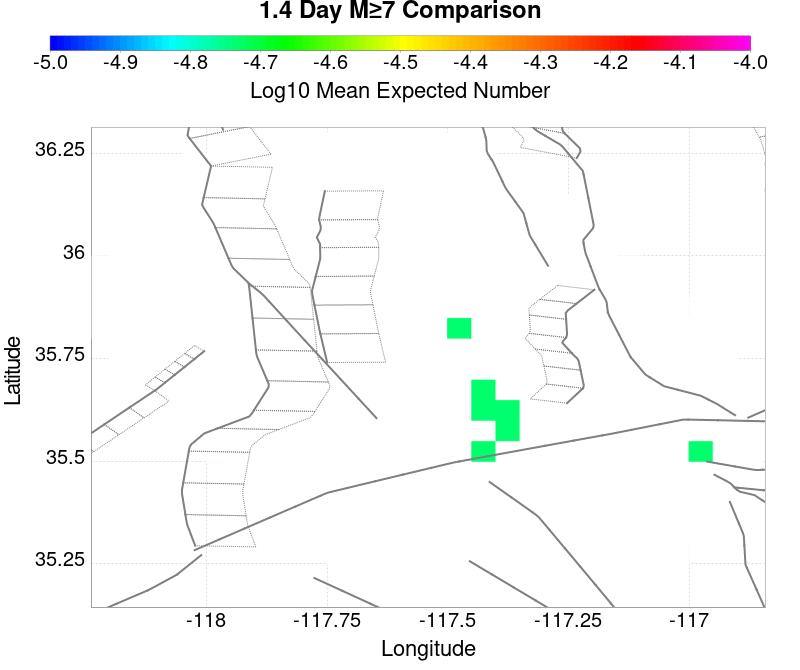 1.4 Day M≥7 Comparison
-5.0 -4.9 -4.8 -4.7 -4.6 -4.5 -4.4 -4.3 -4.2 -4.1 -4.0
Log10 Mean Expected Number
36.25
36
35.75
35.5
35.25
Latitude
-118 -117.75 -117.5 -117.25 -117
Longitude